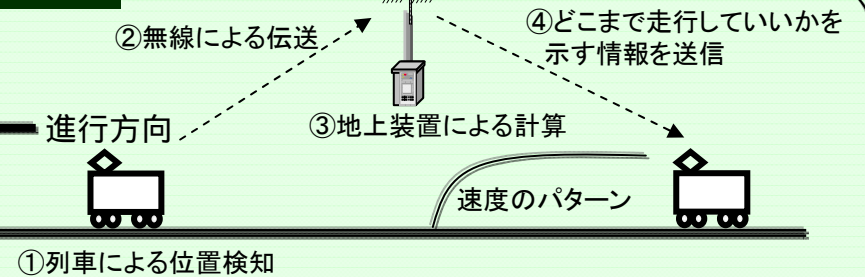 ②無線による伝送
④どこまで走行していいかを
示す情報を送信
進行方向
③地上装置による計算
速度のパターン
①列車による位置検知